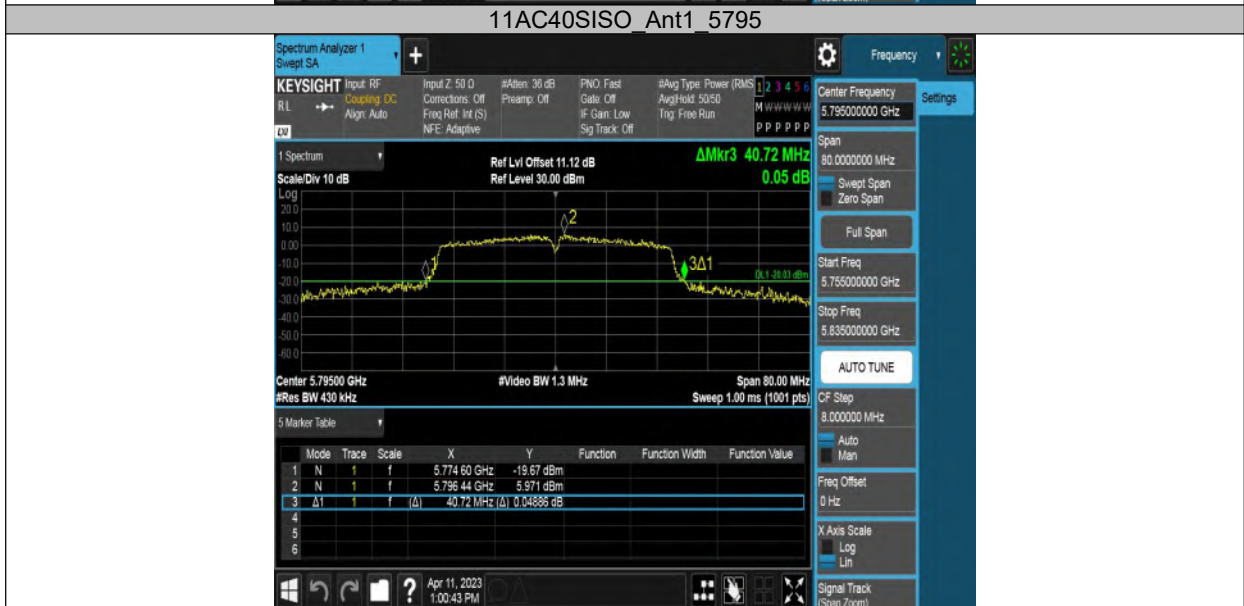 (Span Zoom)
11AC40SISO_Ant1_5795
Spectrum Analyzer 1
Swept SA
+
Frequency
KEYSIGHT Input: RF
R L
Coupling: DC
Align: Auto
Input Z: 50 Ω
Corrections: Off
Freq Ref: Int (S)
NFE: Adaptive
#Atten: 36 dB
Preamp: Off
PNO: Fast
Gate: Off
IF Gain: Low
Sig Track: Off
#Avg Type: Power (RMS
Avg|Hold: 50/50
Trig: Free Run
1 2 3 4 5 6
M W W W W W
P P P P P P
LXI
1 Spectrum
Scale/Div 10 dB
Log
Ref Lvl Offset 11.12 dB
Ref Level 30.00 dBm
ΔMkr3 40.72 MHz
0.05 dB
20.0
10.0
0.00
-10.0
-20.0
-30.0
-40.0
-50.0
-60.0
1
2
3Δ1
DL1 -20.03 dBm
Center 5.79500 GHz
#Video BW 1.3 MHz
Span 80.00 MHz
#Res BW 430 kHz
Sweep 1.00 ms (1001 pts)
5 Marker Table
Mode Trace Scale X Y Function Function Width Function Value
1 N 1 f 5.774 60 GHz -19.67 dBm
2 N 1 f 5.796 44 GHz 5.971 dBm
3 Δ1 1 f (Δ) 40.72 MHz (Δ) 0.04886 dB
4
5
6
?
Apr 11, 2023
1:00:43 PM
Center Frequency
5.795000000 GHz
Settings
Span
80.0000000 MHz
Swept Span
Zero Span
Full Span
Start Freq
5.755000000 GHz
Stop Freq
5.835000000 GHz
AUTO TUNE
CF Step
8.000000 MHz
Auto
Man
Freq Offset
0 Hz
X Axis Scale
Log
Lin
Signal Track
(Span Zoom)